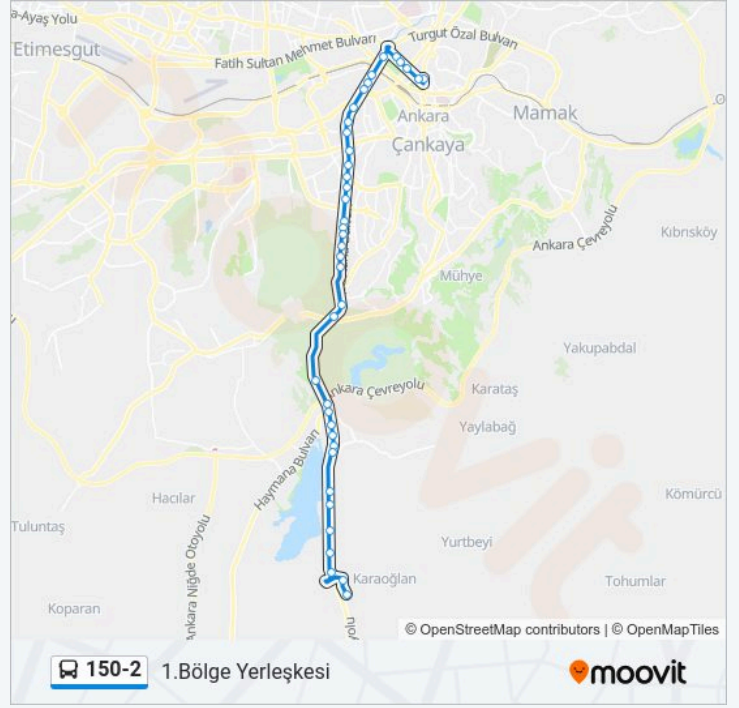 a-Ayaş Yolu
Turgut Özal Bulvarı
Etimesgut
Fatih Sultan Mehmet Bulvarı
Ankara
Mamak
Çankaya
Kıbrısköy
Ankara Çevreyolu
Mühye
Yakupabdal
nkara Çevreyolu
Karataş
Yaylabağ
Haymana Bulvarı
Hacılar
Kömürcü
Tuluntaş
Yurtbeyi
Ankara Niğde Otoyolu
Karaoğlan
Tohumlar
Koparan
yolu
© OpenStreetMap contributors | © OpenMapTiles
150-2 1.Bölge Yerleşkesi
moovit